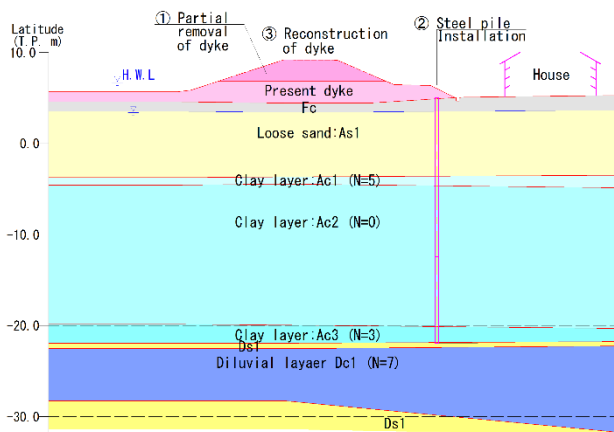 Latitude
(T.P. m)
10.0
0.0
-10.0
-20.0
-30.0
① Partial
removal
of dyke
③ Reconstruction
of dyke
② Steel pile
Installation
H.W.L
House
Present dyke
Fc
Loose sand:As1
Clay layer:Ac1 (N=5)
Clay layer:Ac2 (N=0)
Clay layer:Ac3 (N=3)
Ds1
Diluvial layaer Dc1 (N=7)
Ds1